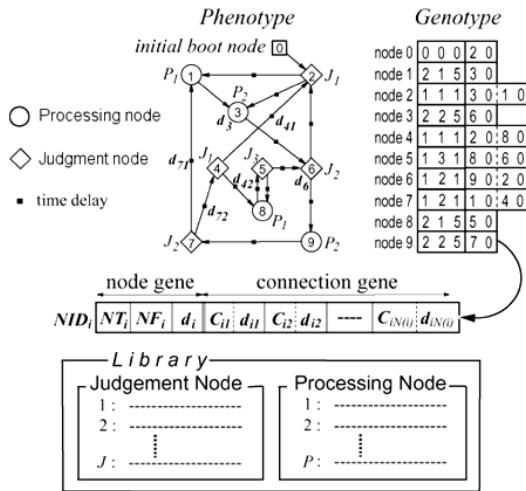 Phenotype
Genotype
initial boot node 0
1 P1
2 J1
P2 3
d3
d41
d71
J1 4
J3 5
6 J2
d42
d6
8 P1
d72
J2 7
9 P2
Processing node
Judgment node
time delay
node 0 0 0 0 2 0
node 1 2 1 5 3 0
node 2 1 1 1 3 0 1 0
node 3 2 2 5 6 0
node 4 1 1 1 2 0 8 0
node 5 1 3 1 8 0 6 0
node 6 1 2 1 9 0 2 0
node 7 1 2 1 1 0 4 0
node 8 2 1 5 5 0
node 9 2 2 5 7 0
node gene connection gene
NIDi NTi NFi di Ci1 di1 Ci2 di2 ---- CiN(i) diN(i)
Library
Judgement Node
1 :
2 :
J :
Processing Node
1 :
2 :
P :